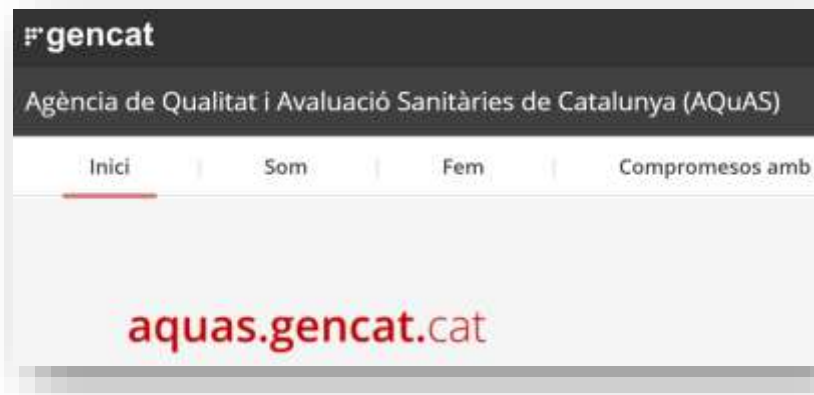 gencat
Agència de Qualitat i Avaluació Sanitàries de Catalunya (AQuAS)
Inici | Som | Fem | Compromesos amb
aquas.gencat.cat